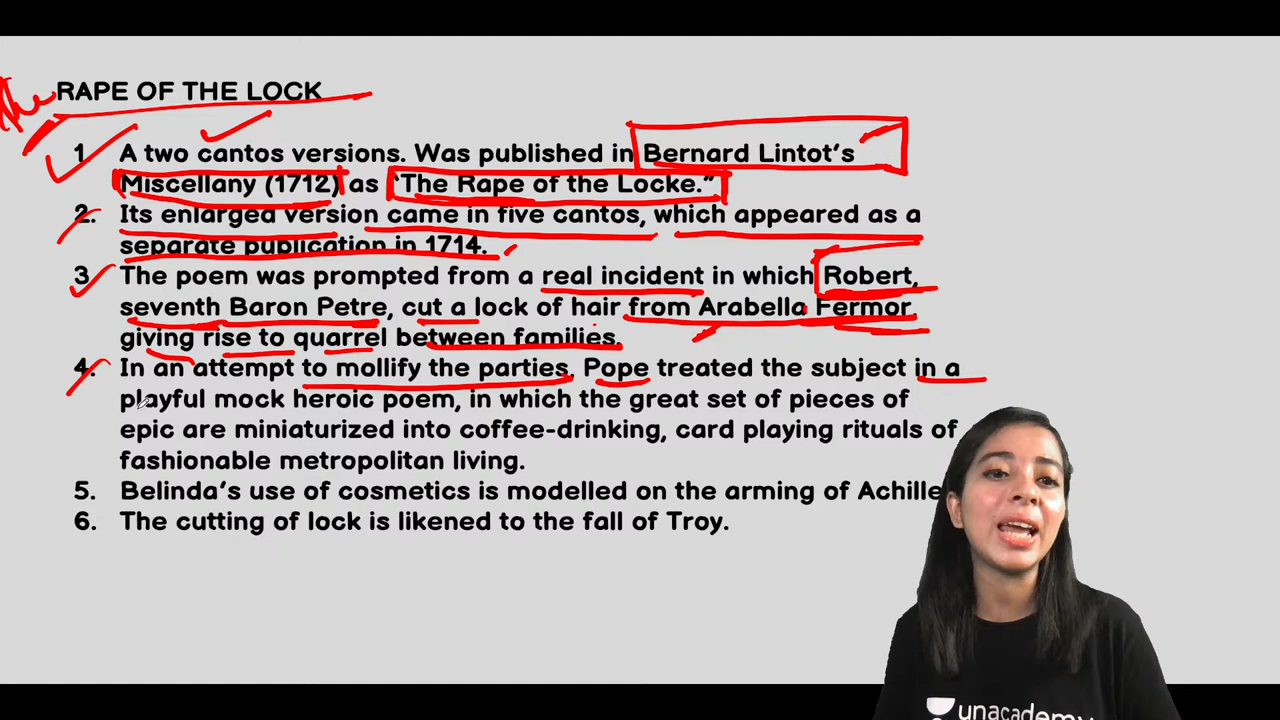 The
RAPE OF THE LOCK
1 A two cantos versions. Was published in Bernard Lintot's
Miscellany (1712) as “The Rape of the Locke.”
2. Its enlarged version came in five cantos, which appeared as a
separate publication in 1714.
3 The poem was prompted from a real incident in which Robert,
seventh Baron Petre, cut a lock of hair from Arabella Fermor
giving rise to quarrel between families.
4. In an attempt to mollify the parties, Pope treated the subject in a
playful mock heroic poem, in which the great set of pieces of
epic are miniaturized into coffee-drinking, card playing rituals of
fashionable metropolitan living.
5. Belinda's use of cosmetics is modelled on the arming of Achille
6. The cutting of lock is likened to the fall of Troy.
unacademy